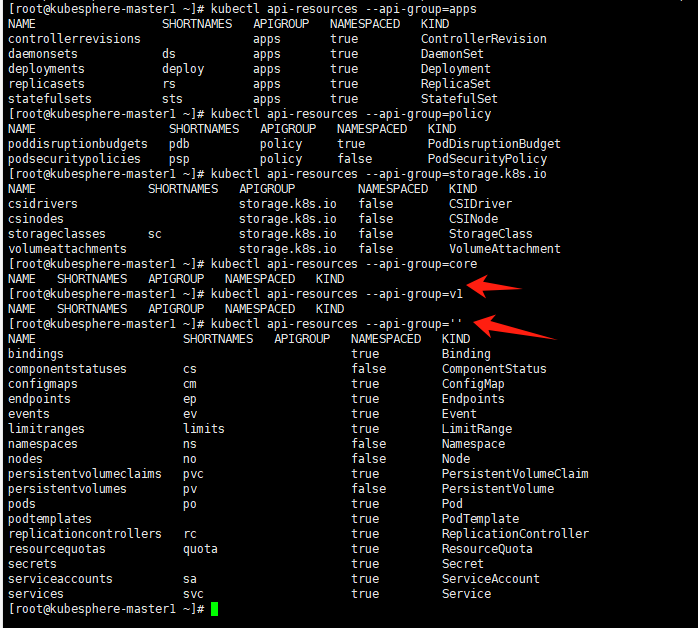 [root@kubesphere-master1 ~]# kubectl api-resources --api-group=apps
NAME SHORTNAMES APIGROUP NAMESPACED KIND
controllerrevisions apps true ControllerRevision
daemonsets ds apps true DaemonSet
deployments deploy apps true Deployment
replicasets rs apps true ReplicaSet
statefulsets sts apps true StatefulSet
[root@kubesphere-master1 ~]# kubectl api-resources --api-group=policy
NAME SHORTNAMES APIGROUP NAMESPACED KIND
poddisruptionbudgets pdb policy true PodDisruptionBudget
podsecuritypolicies psp policy false PodSecurityPolicy
[root@kubesphere-master1 ~]# kubectl api-resources --api-group=storage.k8s.io
NAME SHORTNAMES APIGROUP NAMESPACED KIND
csidrivers storage.k8s.io false CSIDriver
csinodes storage.k8s.io false CSINode
storageclasses sc storage.k8s.io false StorageClass
volumeattachments storage.k8s.io false VolumeAttachment
[root@kubesphere-master1 ~]# kubectl api-resources --api-group=core
NAME SHORTNAMES APIGROUP NAMESPACED KIND
[root@kubesphere-master1 ~]# kubectl api-resources --api-group=v1
NAME SHORTNAMES APIGROUP NAMESPACED KIND
[root@kubesphere-master1 ~]# kubectl api-resources --api-group=''
NAME SHORTNAMES APIGROUP NAMESPACED KIND
bindings true Binding
componentstatuses cs false ComponentStatus
configmaps cm true ConfigMap
endpoints ep true Endpoints
events ev true Event
limitranges limits true LimitRange
namespaces ns false Namespace
nodes no false Node
persistentvolumeclaims pvc true PersistentVolumeClaim
persistentvolumes pv false PersistentVolume
pods po true Pod
podtemplates true PodTemplate
replicationcontrollers rc true ReplicationController
resourcequotas quota true ResourceQuota
secrets true Secret
serviceaccounts sa true ServiceAccount
services svc true Service
[root@kubesphere-master1 ~]#